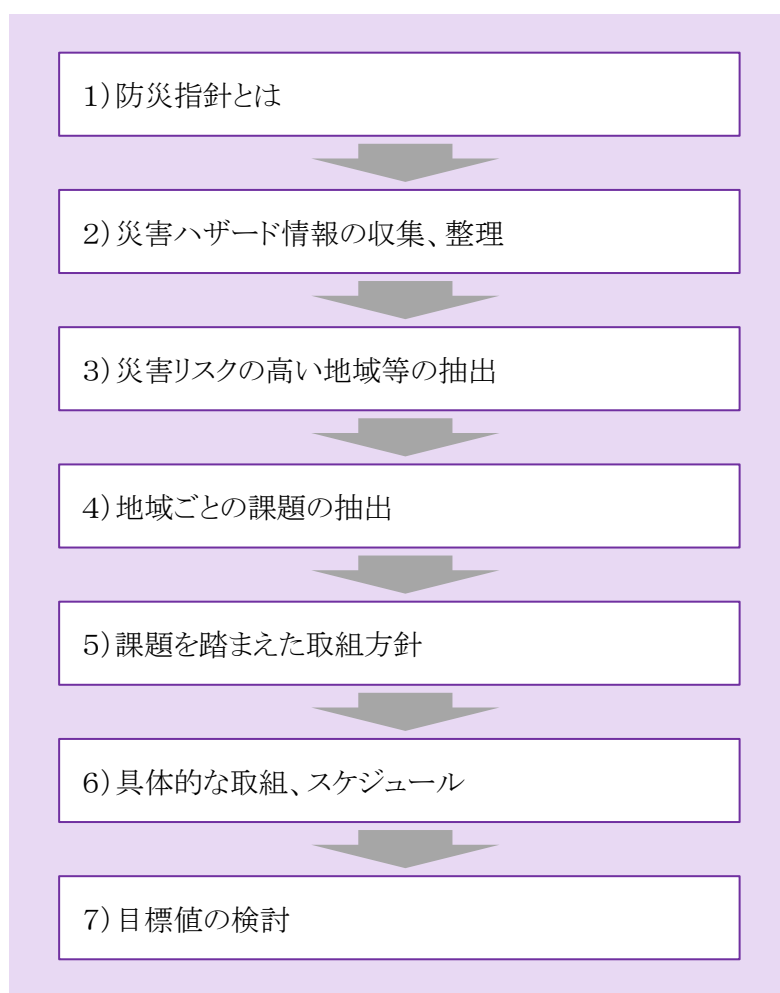 １）防災指針とは
２）災害ハザード情報の収集、整理
３）災害リスクの高い地域等の抽出
４）地域ごとの課題の抽出
５）課題を踏まえた取組方針
６）具体的な取組、スケジュール
７）目標値の検討